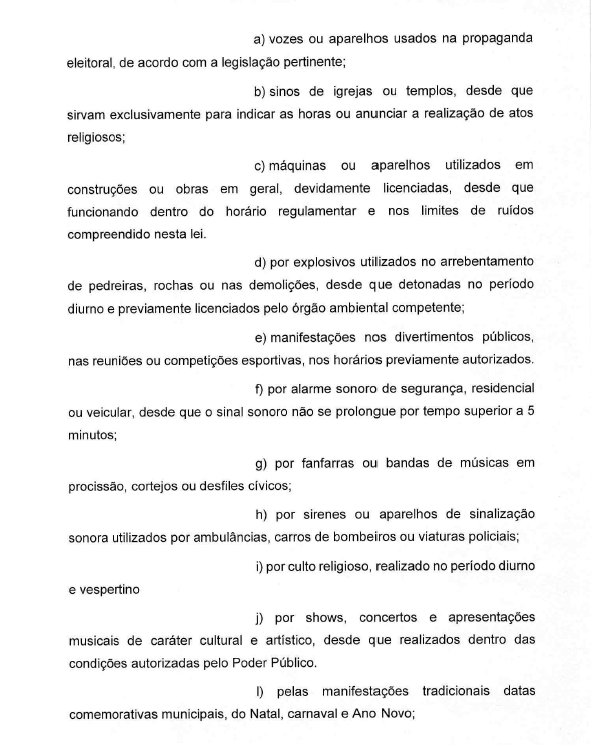 a) vozes ou aparelhos usados na propaganda
eleitoral, de acordo com a legislação pertinente;
b) sinos de igrejas ou templos, desde que
sirvam exclusivamente para indicar as horas ou anunciar a realização de atos
religiosos;
c) máquinas ou aparelhos utilizados em
construções ou obras em geral, devidamente licenciadas, desde que
funcionando dentro do horário regulamentar e nos limites de ruídos
compreendido nesta lei.
d) por explosivos utilizados no arrebentamento
de pedreiras, rochas ou nas demolições, desde que detonadas no período
diurno e previamente licenciados pelo órgão ambiental competente;
e) manifestações nos divertimentos públicos,
nas reuniões ou competições esportivas, nos horários previamente autorizados.
f) por alarme sonoro de segurança, residencial
ou veicular, desde que o sinal sonoro não se prolongue por tempo superior a 5
minutos;
g) por fanfarras ou bandas de músicas em
procissão, cortejos ou desfiles cívicos;
h) por sirenes ou aparelhos de sinalização
sonora utilizados por ambulâncias, carros de bombeiros ou viaturas policiais;
i) por culto religioso, realizado no período diurno
e vespertino
j) por shows, concertos e apresentações
musicais de caráter cultural e artístico, desde que realizados dentro das
condições autorizadas pelo Poder Público.
l) pelas manifestações tradicionais datas
comemorativas municipais, do Natal, carnaval e Ano Novo;